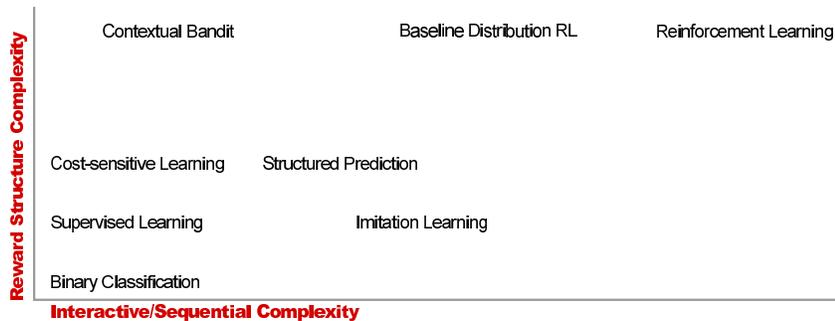 Contextual Bandit Baseline Distribution RL Reinforcement Learning
Reward Structure Complexity
Cost-sensitive Learning Structured Prediction
Supervised Learning Imitation Learning
Binary Classification
Interactive/Sequential Complexity